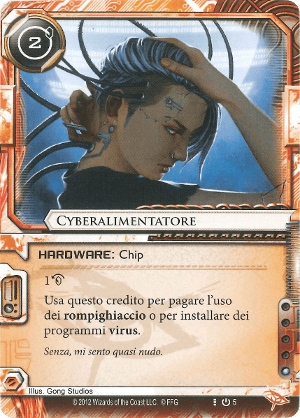 2
CYBERALIMENTATORE
HARDWARE: Chip
1
Usa questo credito per pagare l'uso
dei rompighiaccio o per installare dei
programmi virus.
Senza, mi sento quasi nudo.
Illus. Gong Studios
© 2012 Wizards of the Coast LLC. © FFG
5